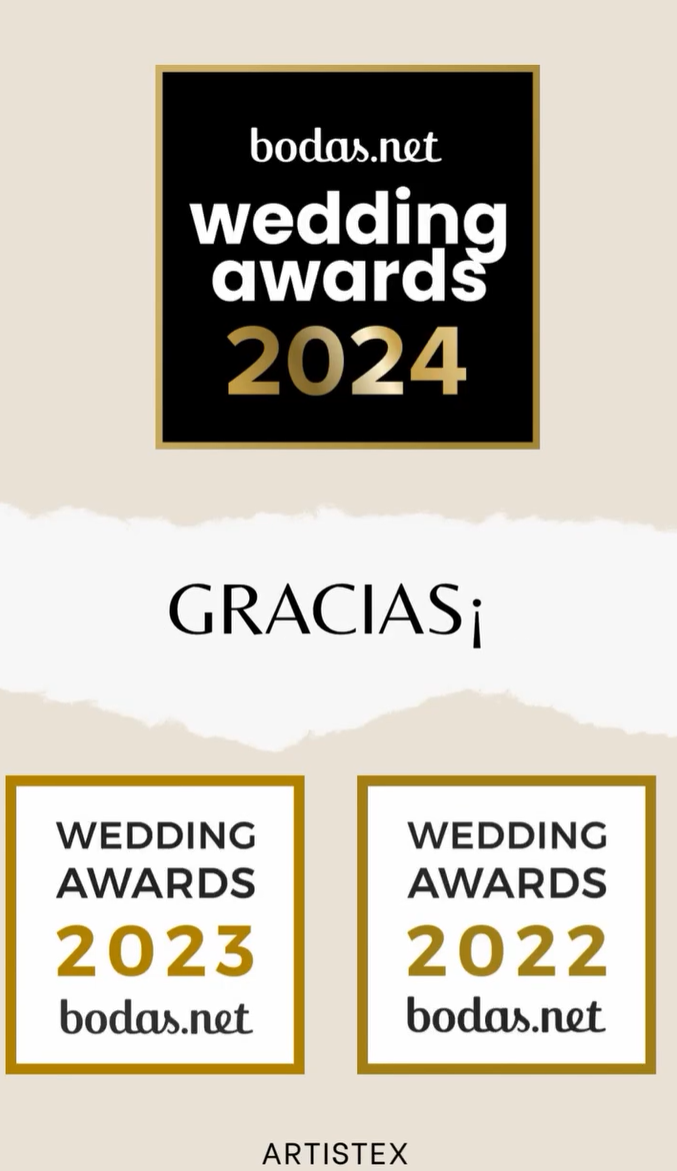 bodas.net
wedding
awards
2024
GRACIAS¡
WEDDING
AWARDS
2023
bodas.net
WEDDING
AWARDS
2022
bodas.net
ARTISTEX